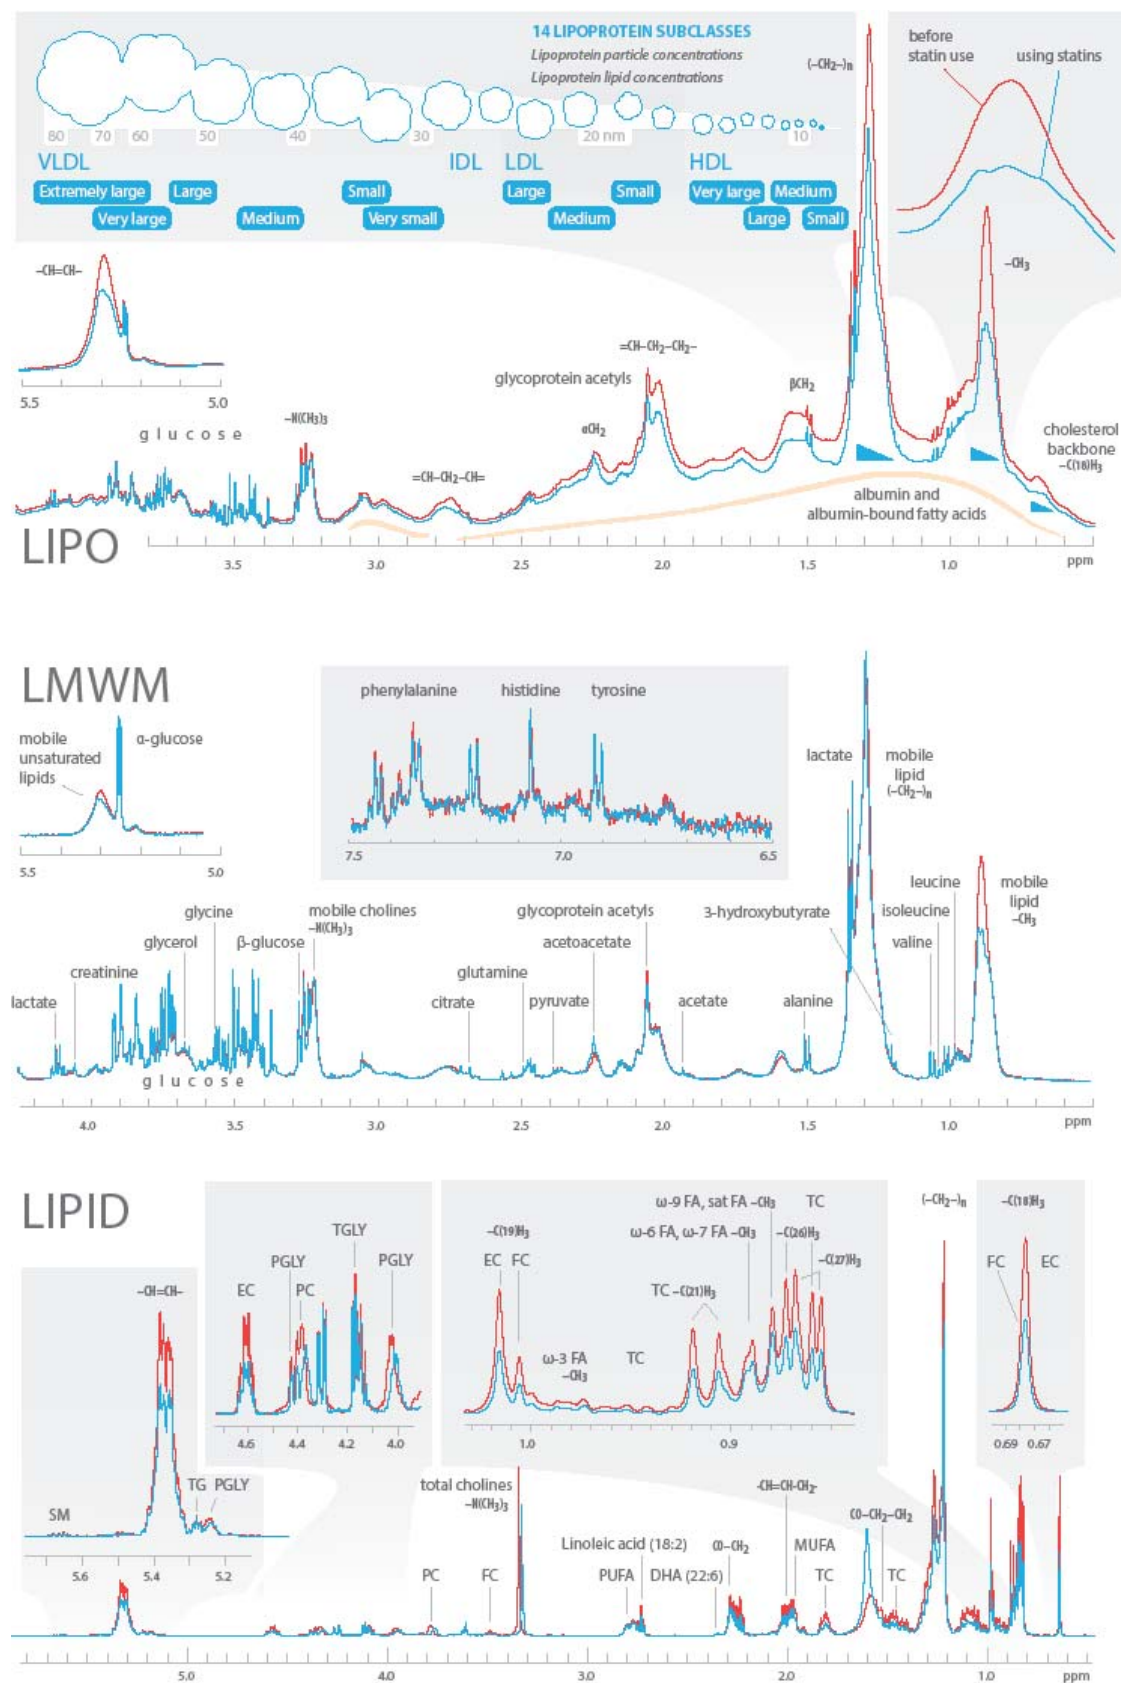 14 LIPOPROTEIN SUBCLASSES
Lipoprotein particle concentrations
Lipoprotein lipid concentrations
(–CH₂–)ₙ
before
statin use
using statins
80 70 60 50 40 30 20 nm 10
VLDL IDL LDL HDL
Extremely large Large Small Large Small Very large Medium
Very large Medium Very small Medium Large Small
–CH=CH–
–CH₃
=CH–CH₂–CH₂–
glycoprotein acetyls
βCH₂
5.5 5.0
–N(CH₃)₃
αCH₂
glucose
cholesterol
backbone
–C(18)H₃
=CH–CH₂–CH=
albumin and
albumin-bound fatty acids
LIPO
3.5 3.0 2.5 2.0 1.5 1.0 ppm
LMWM
phenylalanine histidine tyrosine
mobile
unsaturated
lipids
α-glucose
lactate
mobile
lipid
(–CH₂–)ₙ
7.5 7.0 6.5
5.5 5.0
leucine
mobile
lipid
–CH₃
glycine
mobile cholines
–N(CH₃)₃
glycoprotein acetyls
3-hydroxybutyrate
isoleucine
glycerol
β-glucose
acetoacetate
valine
creatinine
glutamine
lactate
citrate
pyruvate
acetate
alanine
glucose
4.0 3.5 3.0 2.5 2.0 1.5 1.0 ppm
LIPID
ω-9 FA, sat FA –CH₃ TC
(–CH₂–)ₙ
–C(18)H₃
TGLY
–C(19)H₃
ω-6 FA, ω-7 FA –CH₃
–C(26)H₃
PGLY
PGLY
EC FC
–C(27)H₃
FC EC
–CH=CH–
EC
PC
TC –C(21)H₃
ω-3 FA
–CH₃
TC
4.6 4.4 4.2 4.0
1.0 0.9
0.69 0.67
TG PGLY
total cholines
–N(CH₃)₃
-CH=CH-CH₂-
SM
CO–CH₂–CH₂
Linoleic acid (18:2)
CO–CH₂
MUFA
5.6 5.4 5.2
PC FC PUFA DHA (22:6) TC TC
5.0 4.0 3.0 2.0 1.0 ppm